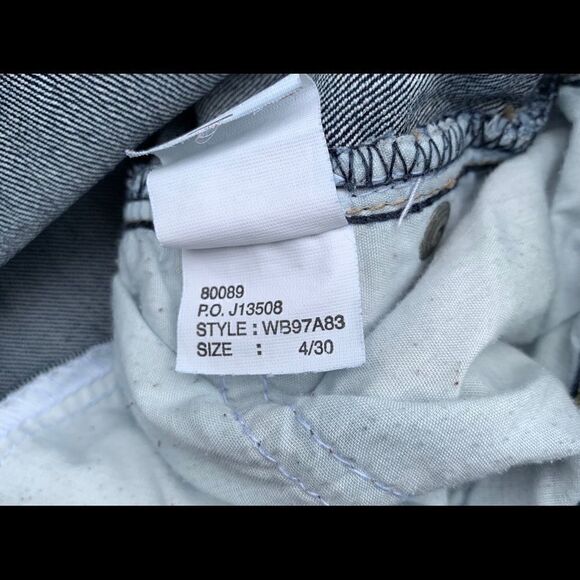 80089
P.O. J13508
STYLE : WB97A83
SIZE : 4/30